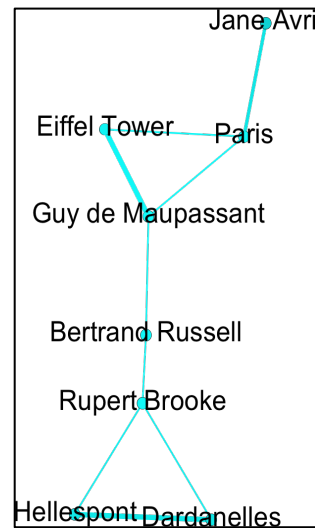 Jane Avri
Eiffel Tower
Paris
Guy de Maupassant
Bertrand Russell
Rupert Brooke
Hellespont
Dardanelles